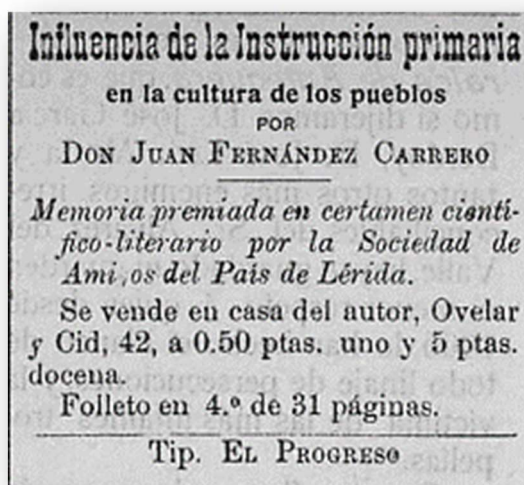 Influencia de la Instrucción primaria
en la cultura de los pueblos
POR
DON JUAN FERNÁNDEZ CARRERO
Memoria premiada en certamen cientí-
fico-literario por la Sociedad de
Ami,os del País de Lérida.
Se vende en casa del autor, Ovelar
y Cid, 42, a 0.50 ptas. uno y 5 ptas.
docena.
Folleto en 4.º de 31 páginas.
Tip. EL PROGRESO